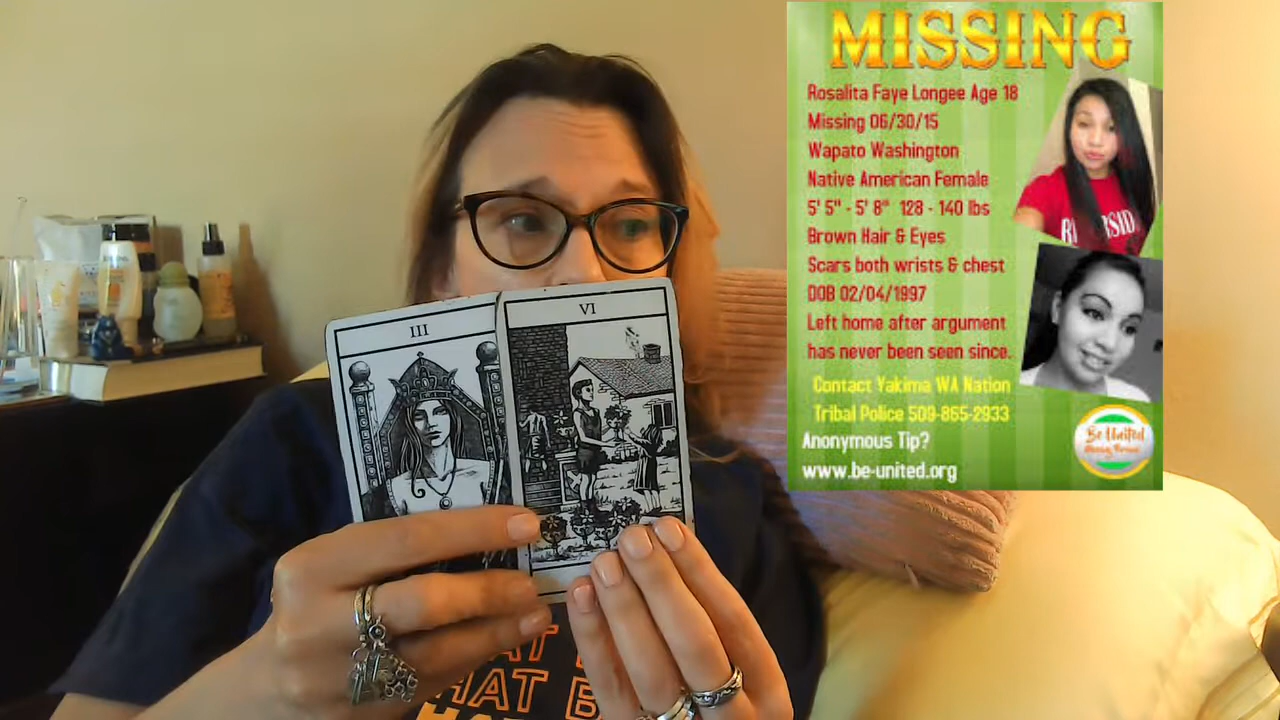 MISSING
Rosalita Faye Longee Age 18
Missing 06/30/15
Wapato Washington
Native American Female
5' 5" - 5' 8" 128 - 140 lbs
Brown Hair & Eyes
Scars both wrists & chest
DOB 02/04/1997
Left home after argument
has never been seen since.
Contact Yakima WA Nation
Tribal Police 509-865-2933
Anonymous Tip?
www.be-united.org
Be United
III
VI
HAT B